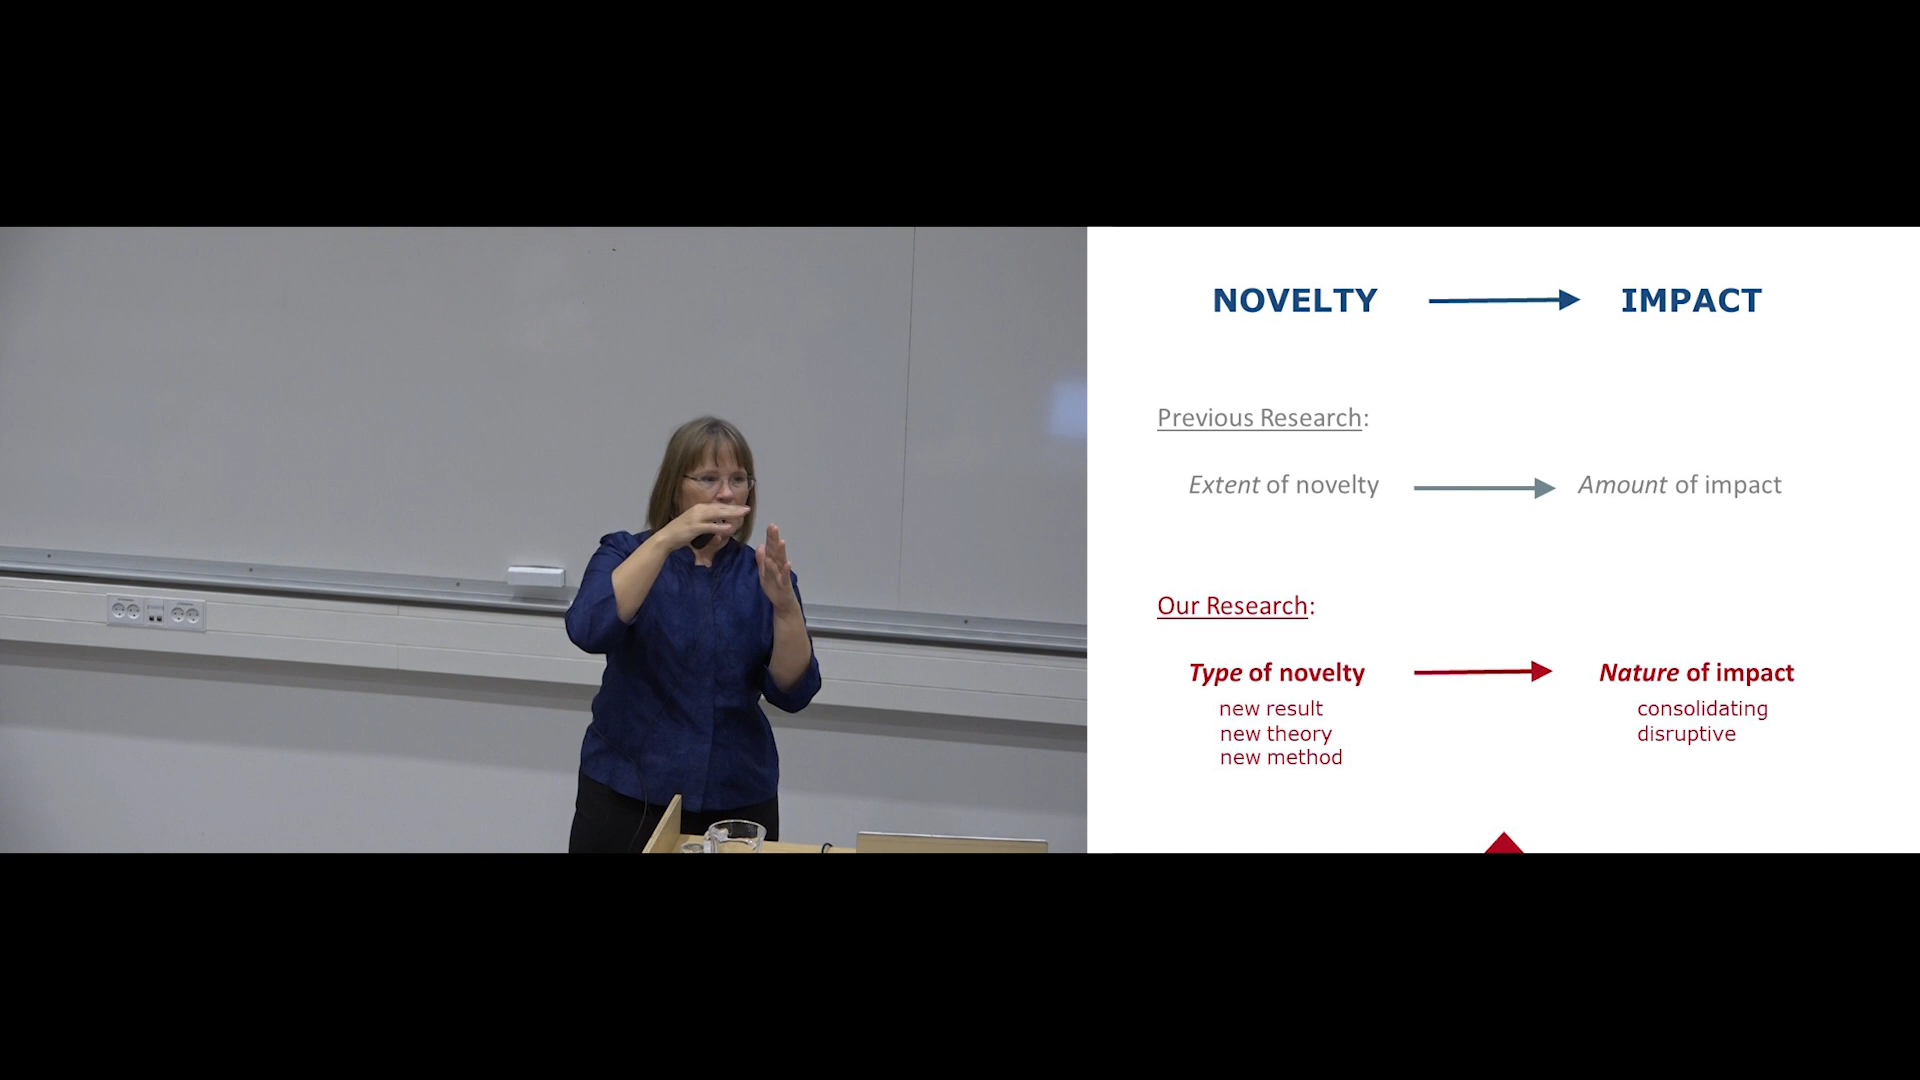 NOVELTY IMPACT
Previous Research:
Extent of novelty Amount of impact
Our Research:
Type of novelty Nature of impact
new result consolidating
new theory disruptive
new method